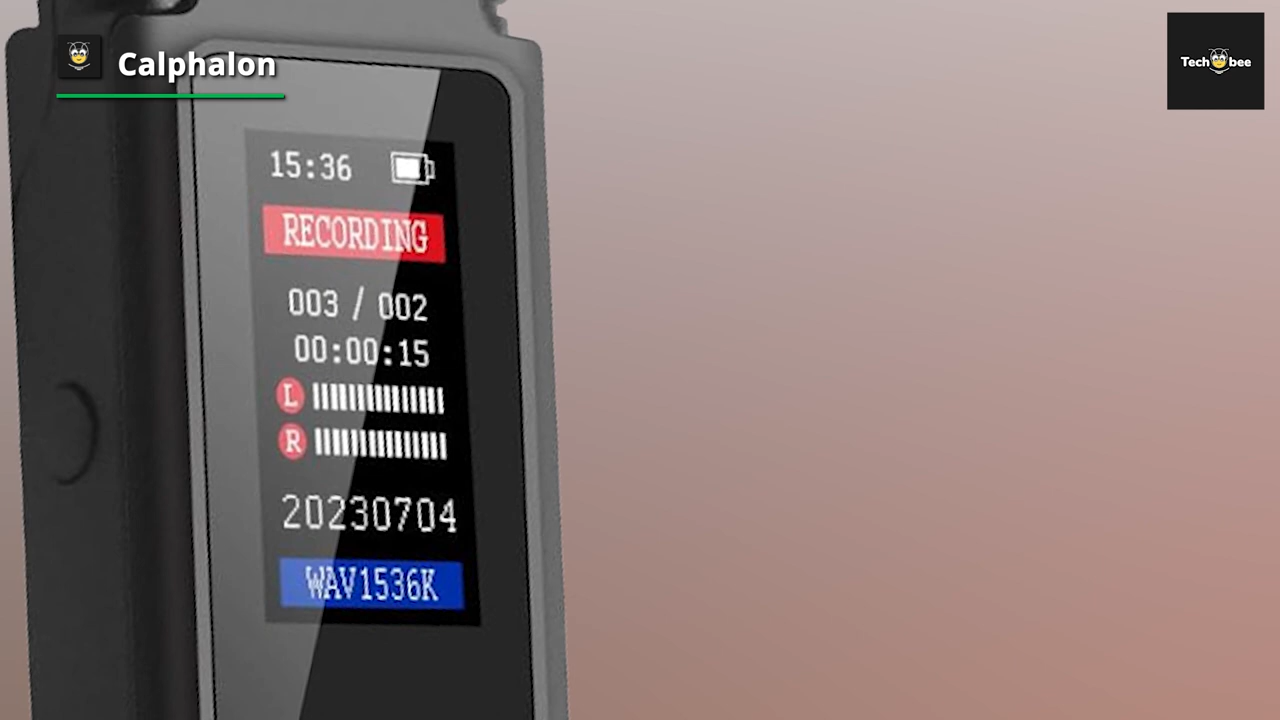 Calphalon
Tech bee
15:36
RECORDING
003 / 002
00:00:15
L
R
20230704
WAV1536K